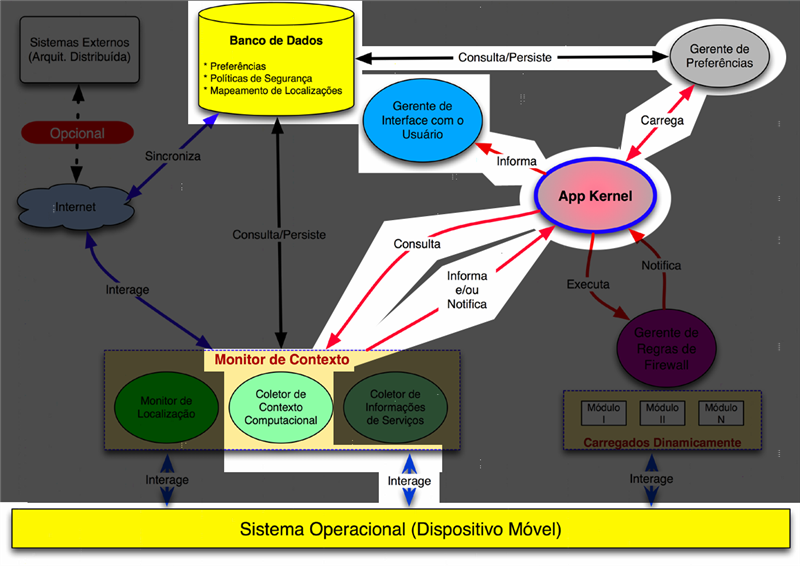 Sistemas Externos
(Arquit. Distribuída)
Opcional
Internet
Sincroniza
Interage
Banco de Dados
* Preferências
* Políticas de Segurança
* Mapeamento de Localizações
Consulta/Persiste
Gerente de
Preferências
Gerente de
Interface com o
Usuário
Informa
Carrega
App Kernel
Consulta/Persiste
Consulta
Informa
e/ou
Notifica
Executa
Notifica
Gerente de
Regras de
Firewall
Monitor de Contexto
Monitor de
Localização
Coletor de
Contexto
Computacional
Coletor de
Informações
de Serviços
Módulo
I
Módulo
II
Módulo
N
Carregados Dinamicamente
Interage
Interage
Interage
Sistema Operacional (Dispositivo Móvel)